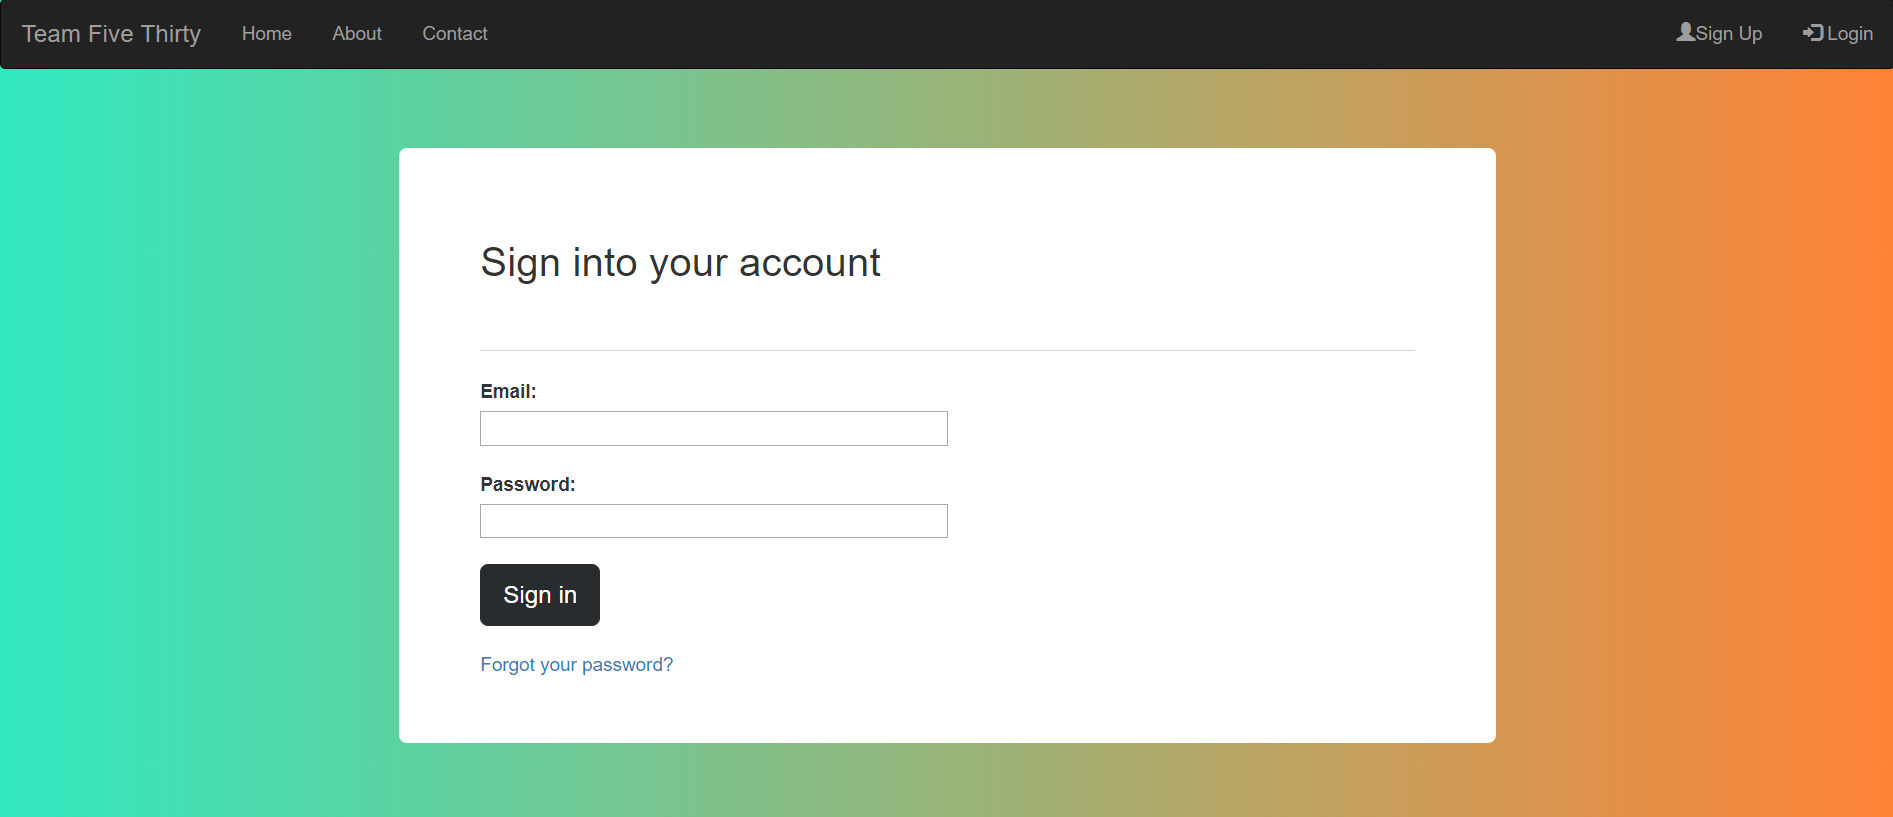 Team Five Thirty Home About Contact Sign Up Login
Sign into your account
Email:
Password:
Sign in
Forgot your password?